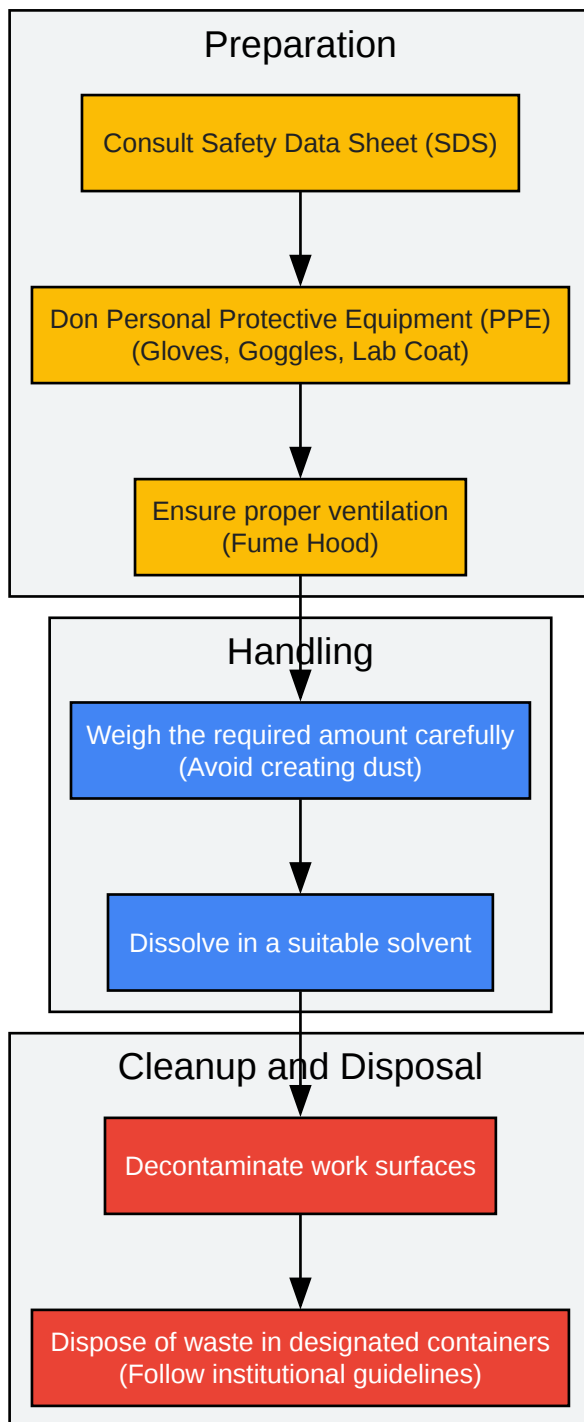 Preparation
Consult Safety Data Sheet (SDS)
Don Personal Protective Equipment (PPE)
(Gloves, Goggles, Lab Coat)
Ensure proper ventilation
(Fume Hood)
Handling
Weigh the required amount carefully
(Avoid creating dust)
Dissolve in a suitable solvent
Cleanup and Disposal
Decontaminate work surfaces
Dispose of waste in designated containers
(Follow institutional guidelines)